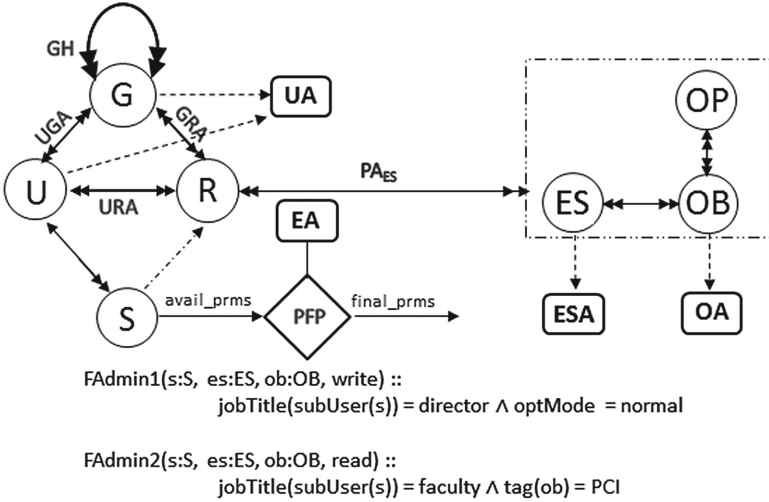 GH
G
UA
UGA
GRA
OP
U
R
URA
PA_ES
ES
OB
EA
S
avail_prms
PFP
final_prms
ESA
OA
FAdmin1(s:S, es:ES, ob:OB, write) ::
jobTitle(subUser(s)) = director ∧ optMode = normal
FAdmin2(s:S, es:ES, ob:OB, read) ::
jobTitle(subUser(s)) = faculty ∧ tag(ob) = PCI